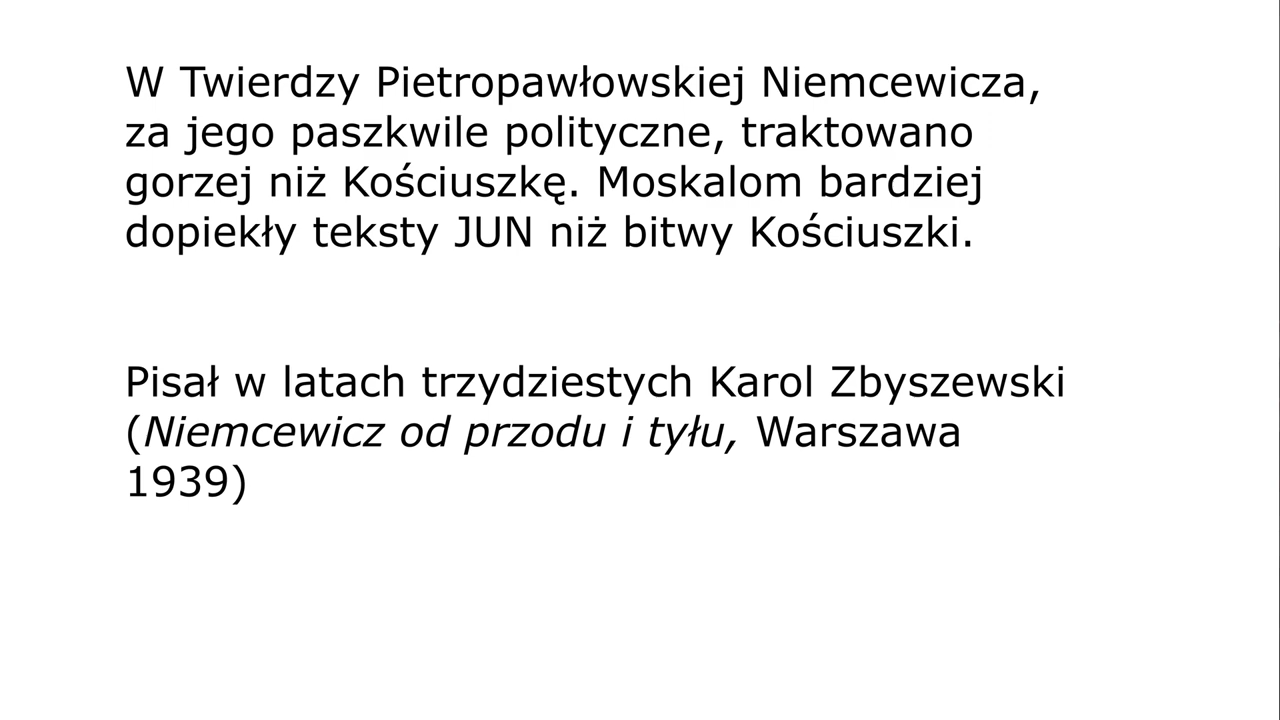 W Twierdzy Pietropawłowskiej Niemcewicza,
za jego paszkwile polityczne, traktowano
gorzej niż Kościuszkę. Moskalom bardziej
dopiekły teksty JUN niż bitwy Kościuszki.
Pisał w latach trzydziestych Karol Zbyszewski
(Niemcewicz od przodu i tyłu, Warszawa
1939)